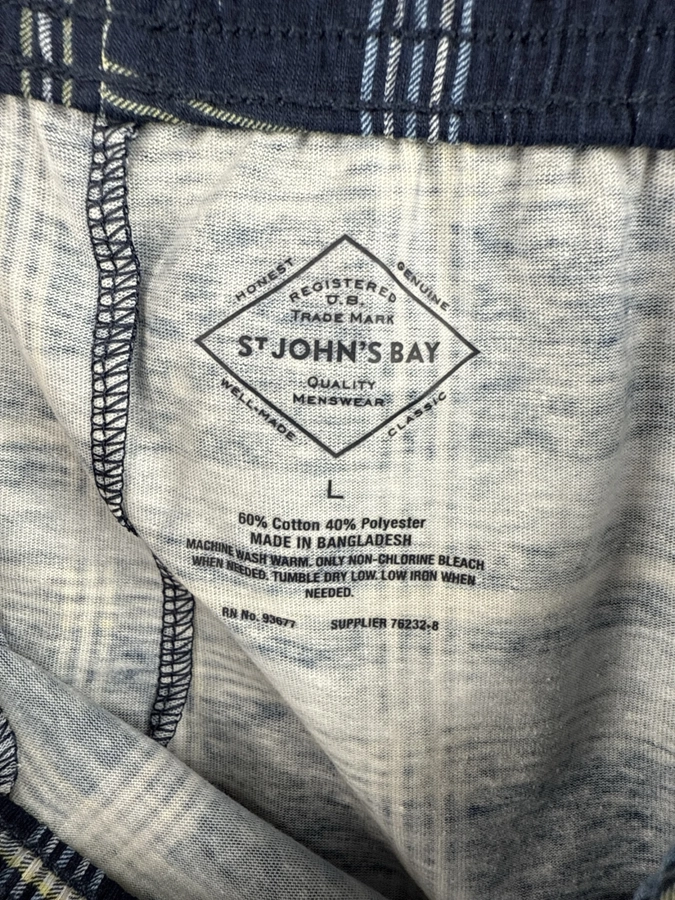 HONEST
GENUINE
REGISTERED
U.S.
TRADE MARK
ST JOHN'S BAY
QUALITY
MENSWEAR
WELL-MADE
CLASSIC
L
60% Cotton 40% Polyester
MADE IN BANGLADESH
MACHINE WASH WARM. ONLY NON-CHLORINE BLEACH
WHEN NEEDED. TUMBLE DRY LOW. LOW IRON WHEN
NEEDED.
RN No. 93677 SUPPLIER 76232-8